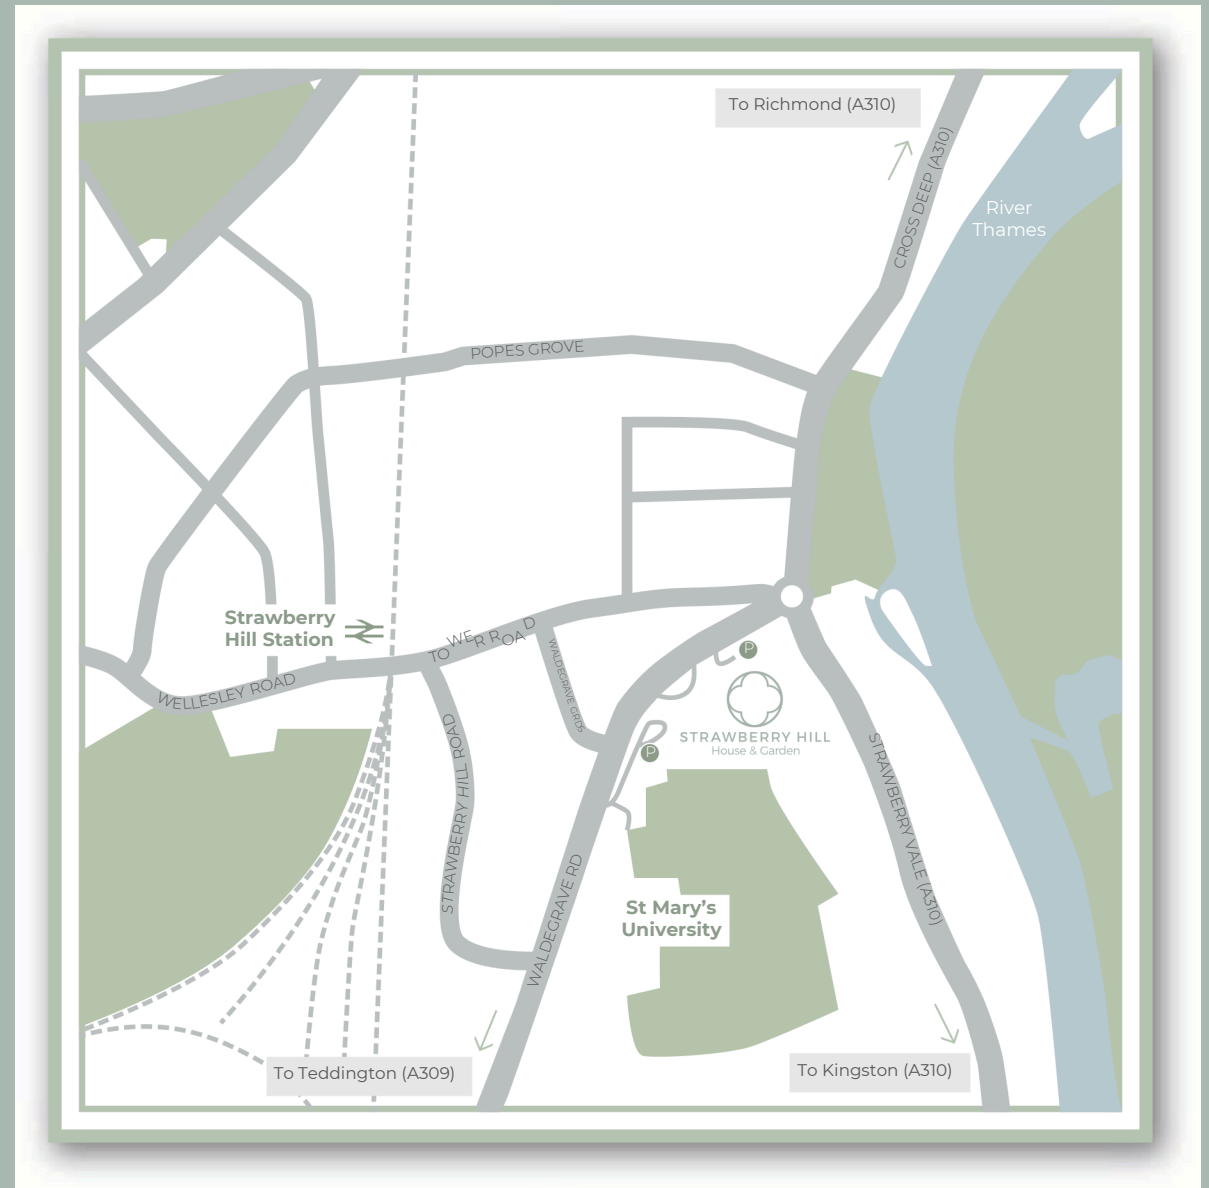 To Richmond (A310)
CROSS DEEP (A310)
River
Thames
POPES GROVE
Strawberry
Hill Station
TOWER ROAD
WALDEGRAVE GRDS
WELLESLEY ROAD
P
STRAWBERRY HILL
House & Garden
P
STRAWBERRY HILL ROAD
STRAWBERRY VALE (A310)
WALDEGRAVE RD
St Mary’s
University
To Teddington (A309)
To Kingston (A310)